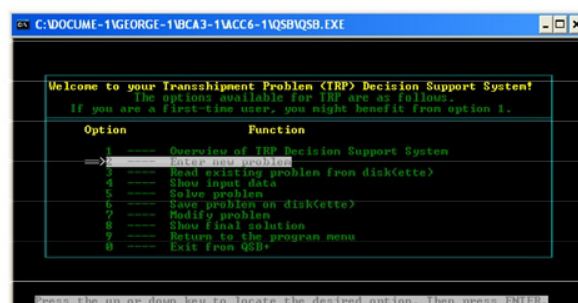 C:\DOCUME~1\GEORGE~1\BCA3~1\ACC6~1\QSB\QSB.EXE
Welcome to your Transshipment Problem (TRP) Decision Support System!
The options available for TRP are as follows.
If you are a first-time user, you might benefit from option 1.
Option Function
1 ---- Overview of TRP Decision Support System
==>2 ---- Enter new problem
3 ---- Read existing problem from disk(ette)
4 ---- Show input data
5 ---- Solve problem
6 ---- Save problem on disk(ette)
7 ---- Modify problem
8 ---- Show final solution
9 ---- Return to the program menu
0 ---- Exit from QSB+
Press the up or down key to locate the desired option. Then press ENTER.